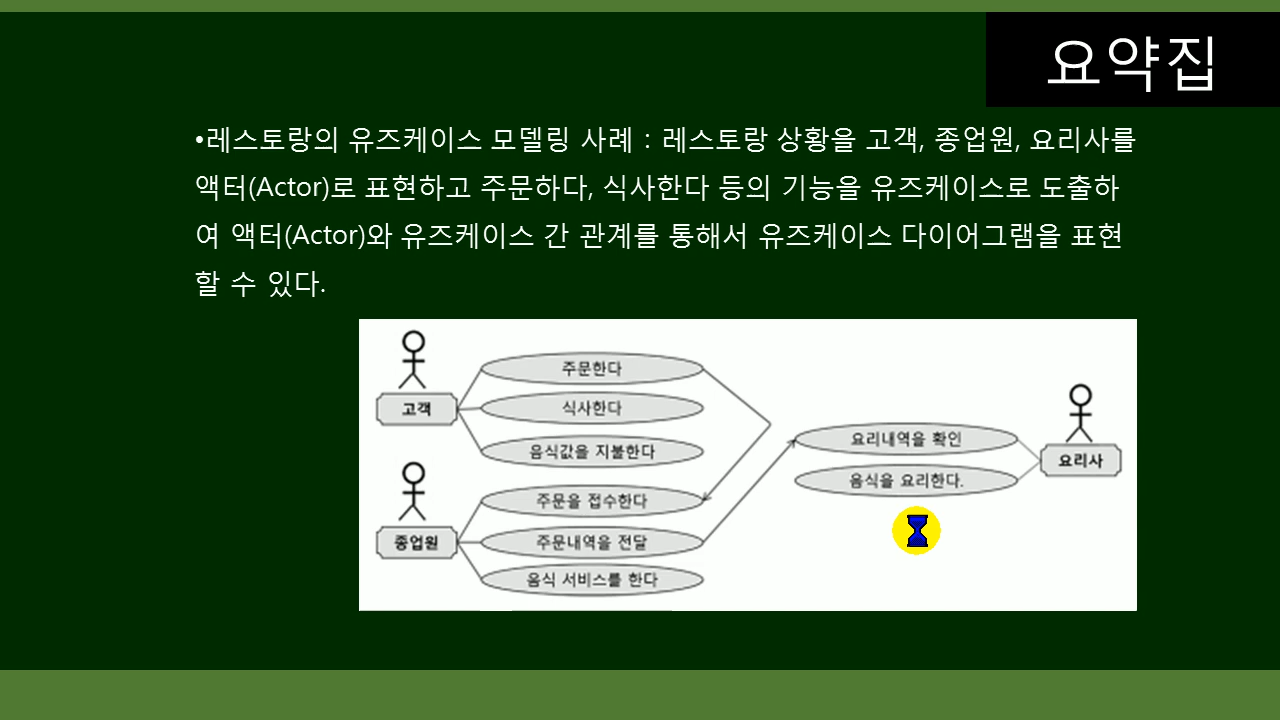 요약집
•레스토랑의 유즈케이스 모델링 사례 : 레스토랑 상황을 고객, 종업원, 요리사를
액터(Actor)로 표현하고 주문하다, 식사한다 등의 기능을 유즈케이스로 도출하
여 액터(Actor)와 유즈케이스 간 관계를 통해서 유즈케이스 다이어그램을 표현
할 수 있다.
고객
주문한다
식사한다
음식값을 지불한다
종업원
주문을 접수한다
주문내역을 전달
음식 서비스를 한다
요리내역을 확인
음식을 요리한다.
요리사